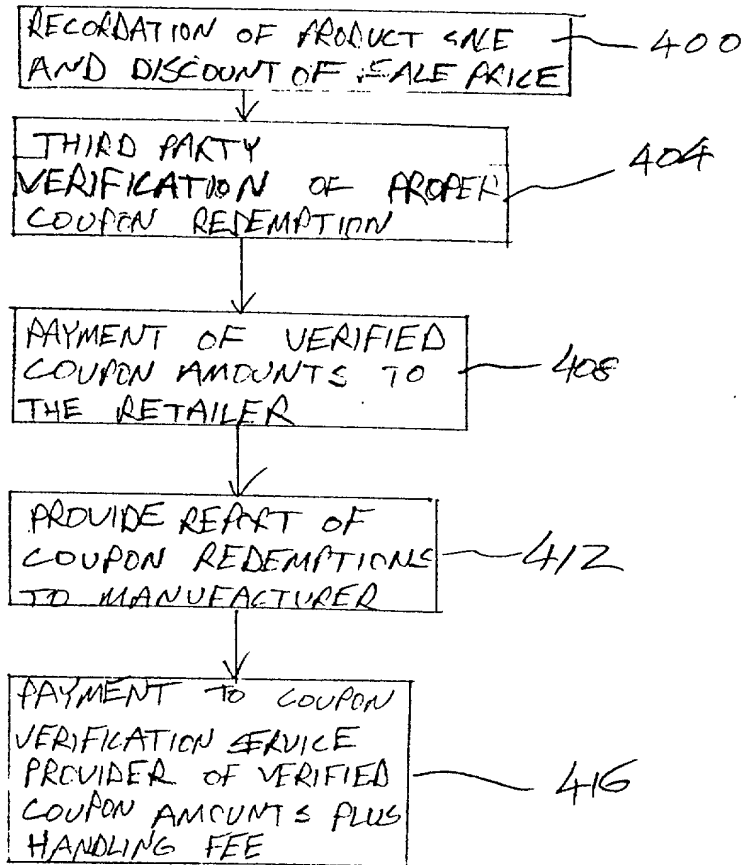 RECORDATION OF PRODUCT SALE
AND DISCOUNT OF SALE PRICE
400
THIRD PARTY
VERIFICATION OF PROPER
COUPON REDEMPTION
404
PAYMENT OF VERIFIED
COUPON AMOUNTS TO
THE RETAILER
408
PROVIDE REPORT OF
COUPON REDEMPTIONS
TO MANUFACTURER
412
PAYMENT TO COUPON
VERIFICATION SERVICE
PROVIDER OF VERIFIED
COUPON AMOUNTS PLUS
HANDLING FEE
416